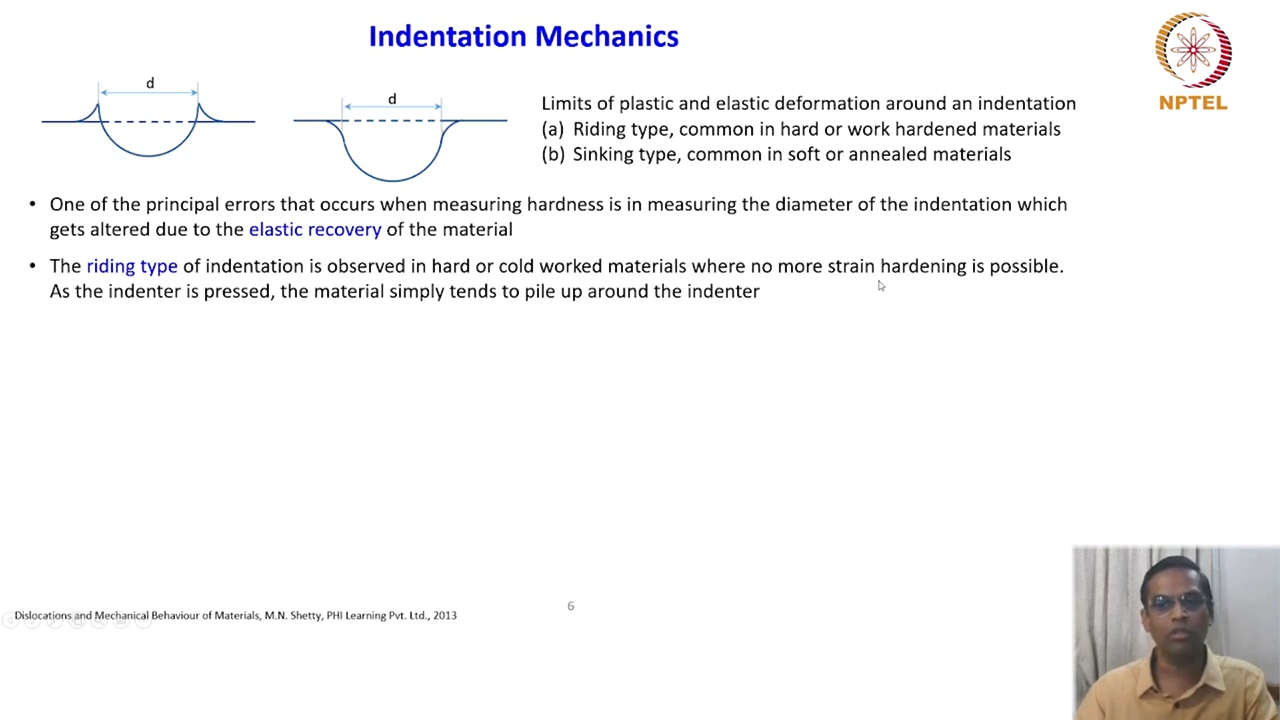 Indentation Mechanics
NPTEL
d
d
Limits of plastic and elastic deformation around an indentation
(a) Riding type, common in hard or work hardened materials
(b) Sinking type, common in soft or annealed materials
• One of the principal errors that occurs when measuring hardness is in measuring the diameter of the indentation which
gets altered due to the elastic recovery of the material
• The riding type of indentation is observed in hard or cold worked materials where no more strain hardening is possible.
As the indenter is pressed, the material simply tends to pile up around the indenter
6
Dislocations and Mechanical Behaviour of Materials, M.N. Shetty, PHI Learning Pvt. Ltd., 2013